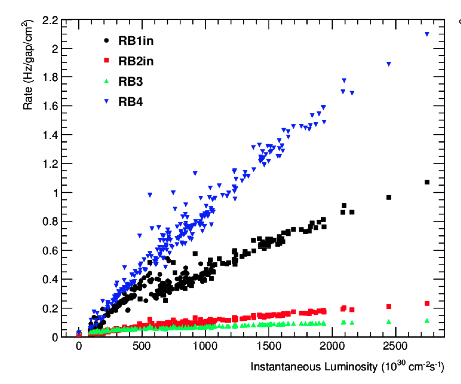 2.2
2
1.8
1.6
1.4
1.2
1
0.8
0.6
0.4
0.2
0
Rate (Hz/gap/cm²)
RB1in
RB2in
RB3
RB4
0 500 1000 1500 2000 2500
Instantaneous Luminosity (10³⁰ cm⁻²s⁻¹)